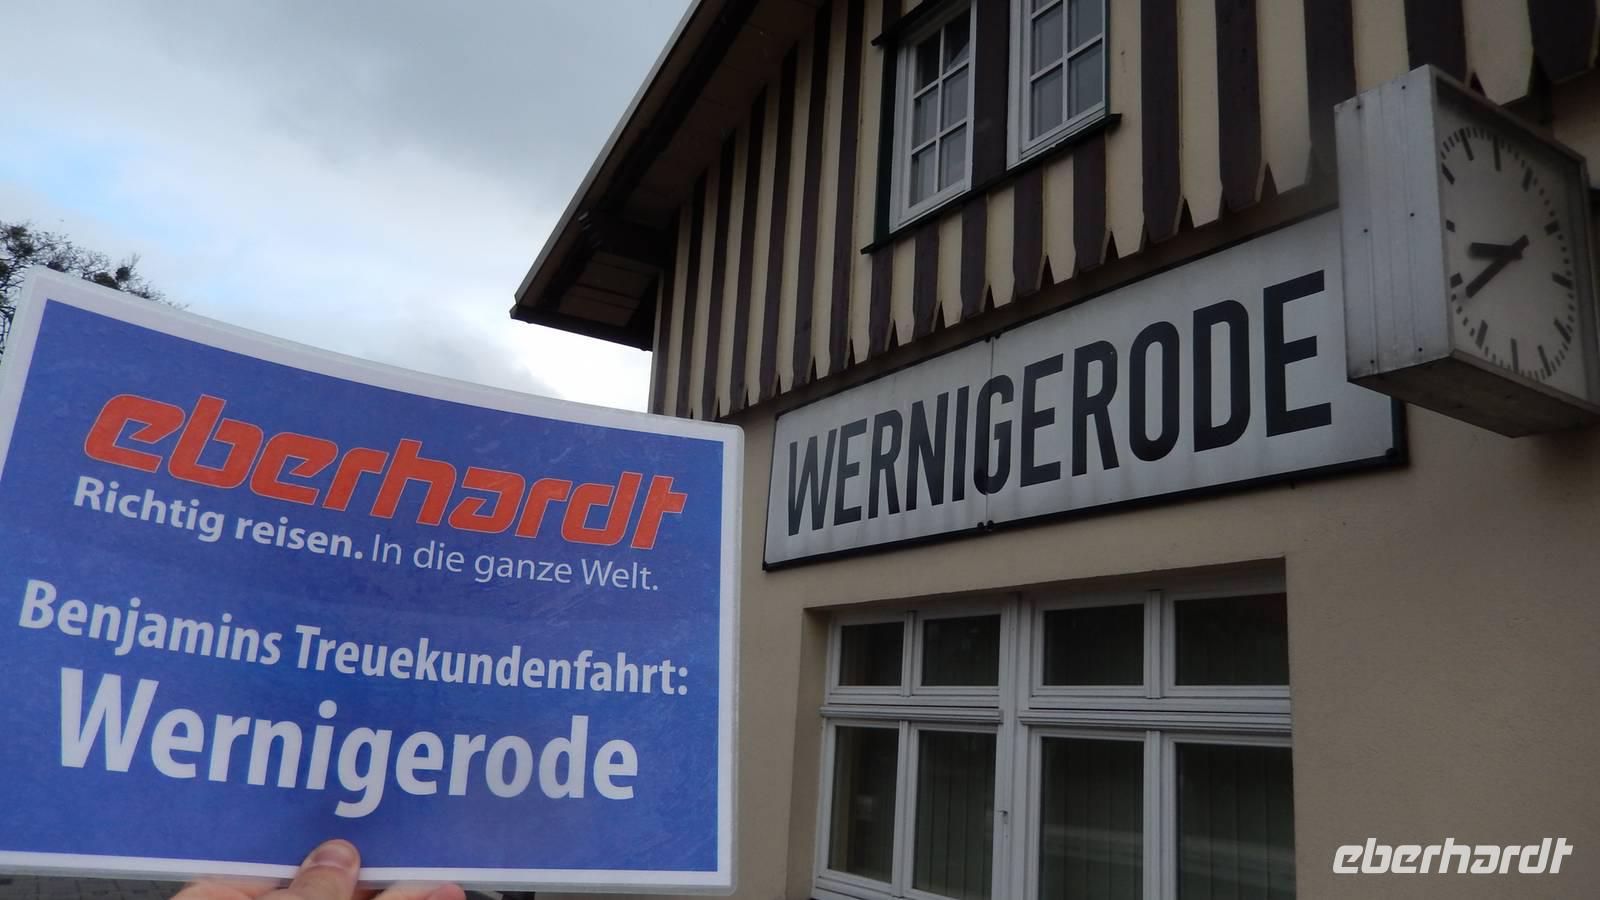 eberhardt
Richtig reisen. In die ganze Welt.
Benjamins Treuekundenfahrt:
Wernigerode
WERNIGERODE
eberhardt